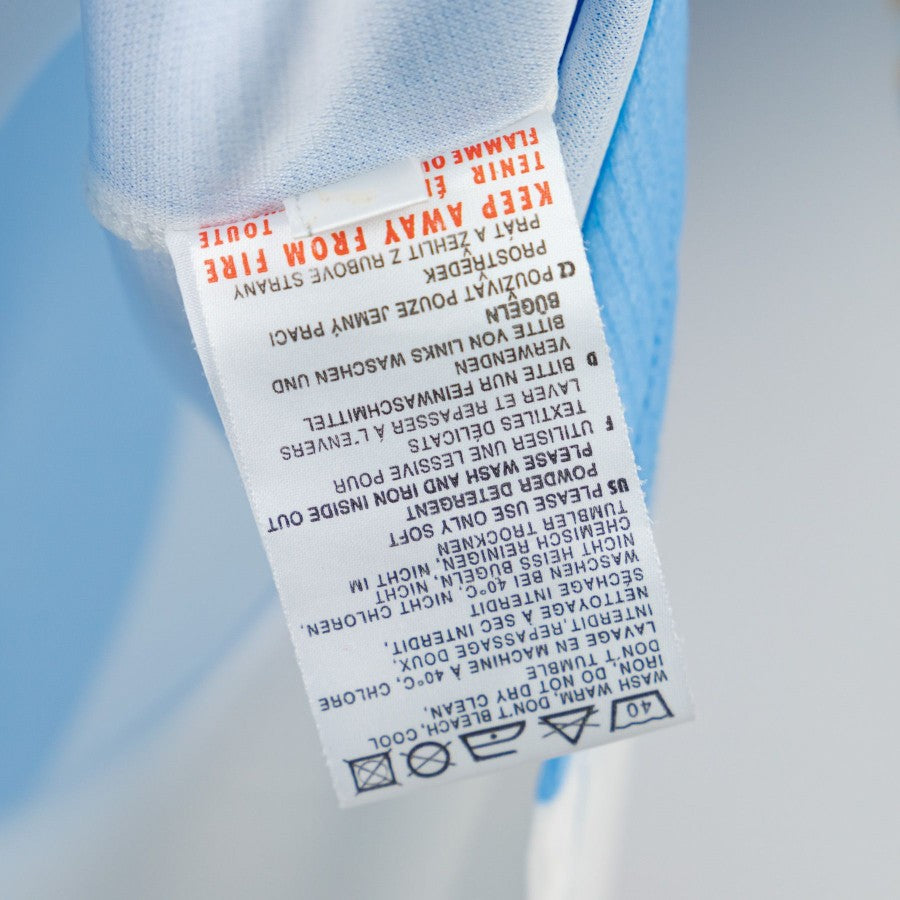 40
WASH WARM, DON'T BLEACH, COOL
IRON, DO NOT DRY CLEAN,
DON'T TUMBLE
LAVAGE EN MACHINE À 40°C, CHLORE
INTERDIT,REPASSAGE DOUX,
NETTOYAGE À SEC INTERDIT,
SÉCHAGE INTERDIT
WASCHEN BEI 40°C, NICHT CHLOREN,
NICHT HEISS BÜGELN, NICHT
CHEMISCH REINIGEN, NICHT IM
TUMBLER TROCKNEN
US PLEASE USE ONLY SOFT
POWDER DETERGENT
PLEASE WASH AND IRON INSIDE OUT
F UTILISER UNE LESSIVE POUR
TEXTILES DÉLICATS
LAVER ET REPASSER À L'ENVERS
D BITTE NUR FEINWASCHMITTEL
VERWENDEN
BITTE VON LINKS WASCHEN UND
BÜGELN
CZ POUŽÍVAT POUZE JEMNÝ PRACÍ
PROSTŘEDEK
PRÁT A ŽEHLIT Z RUBOVÉ STRANY
KEEP AWAY FROM FIRE
TENIR TOUTE
FLAMME